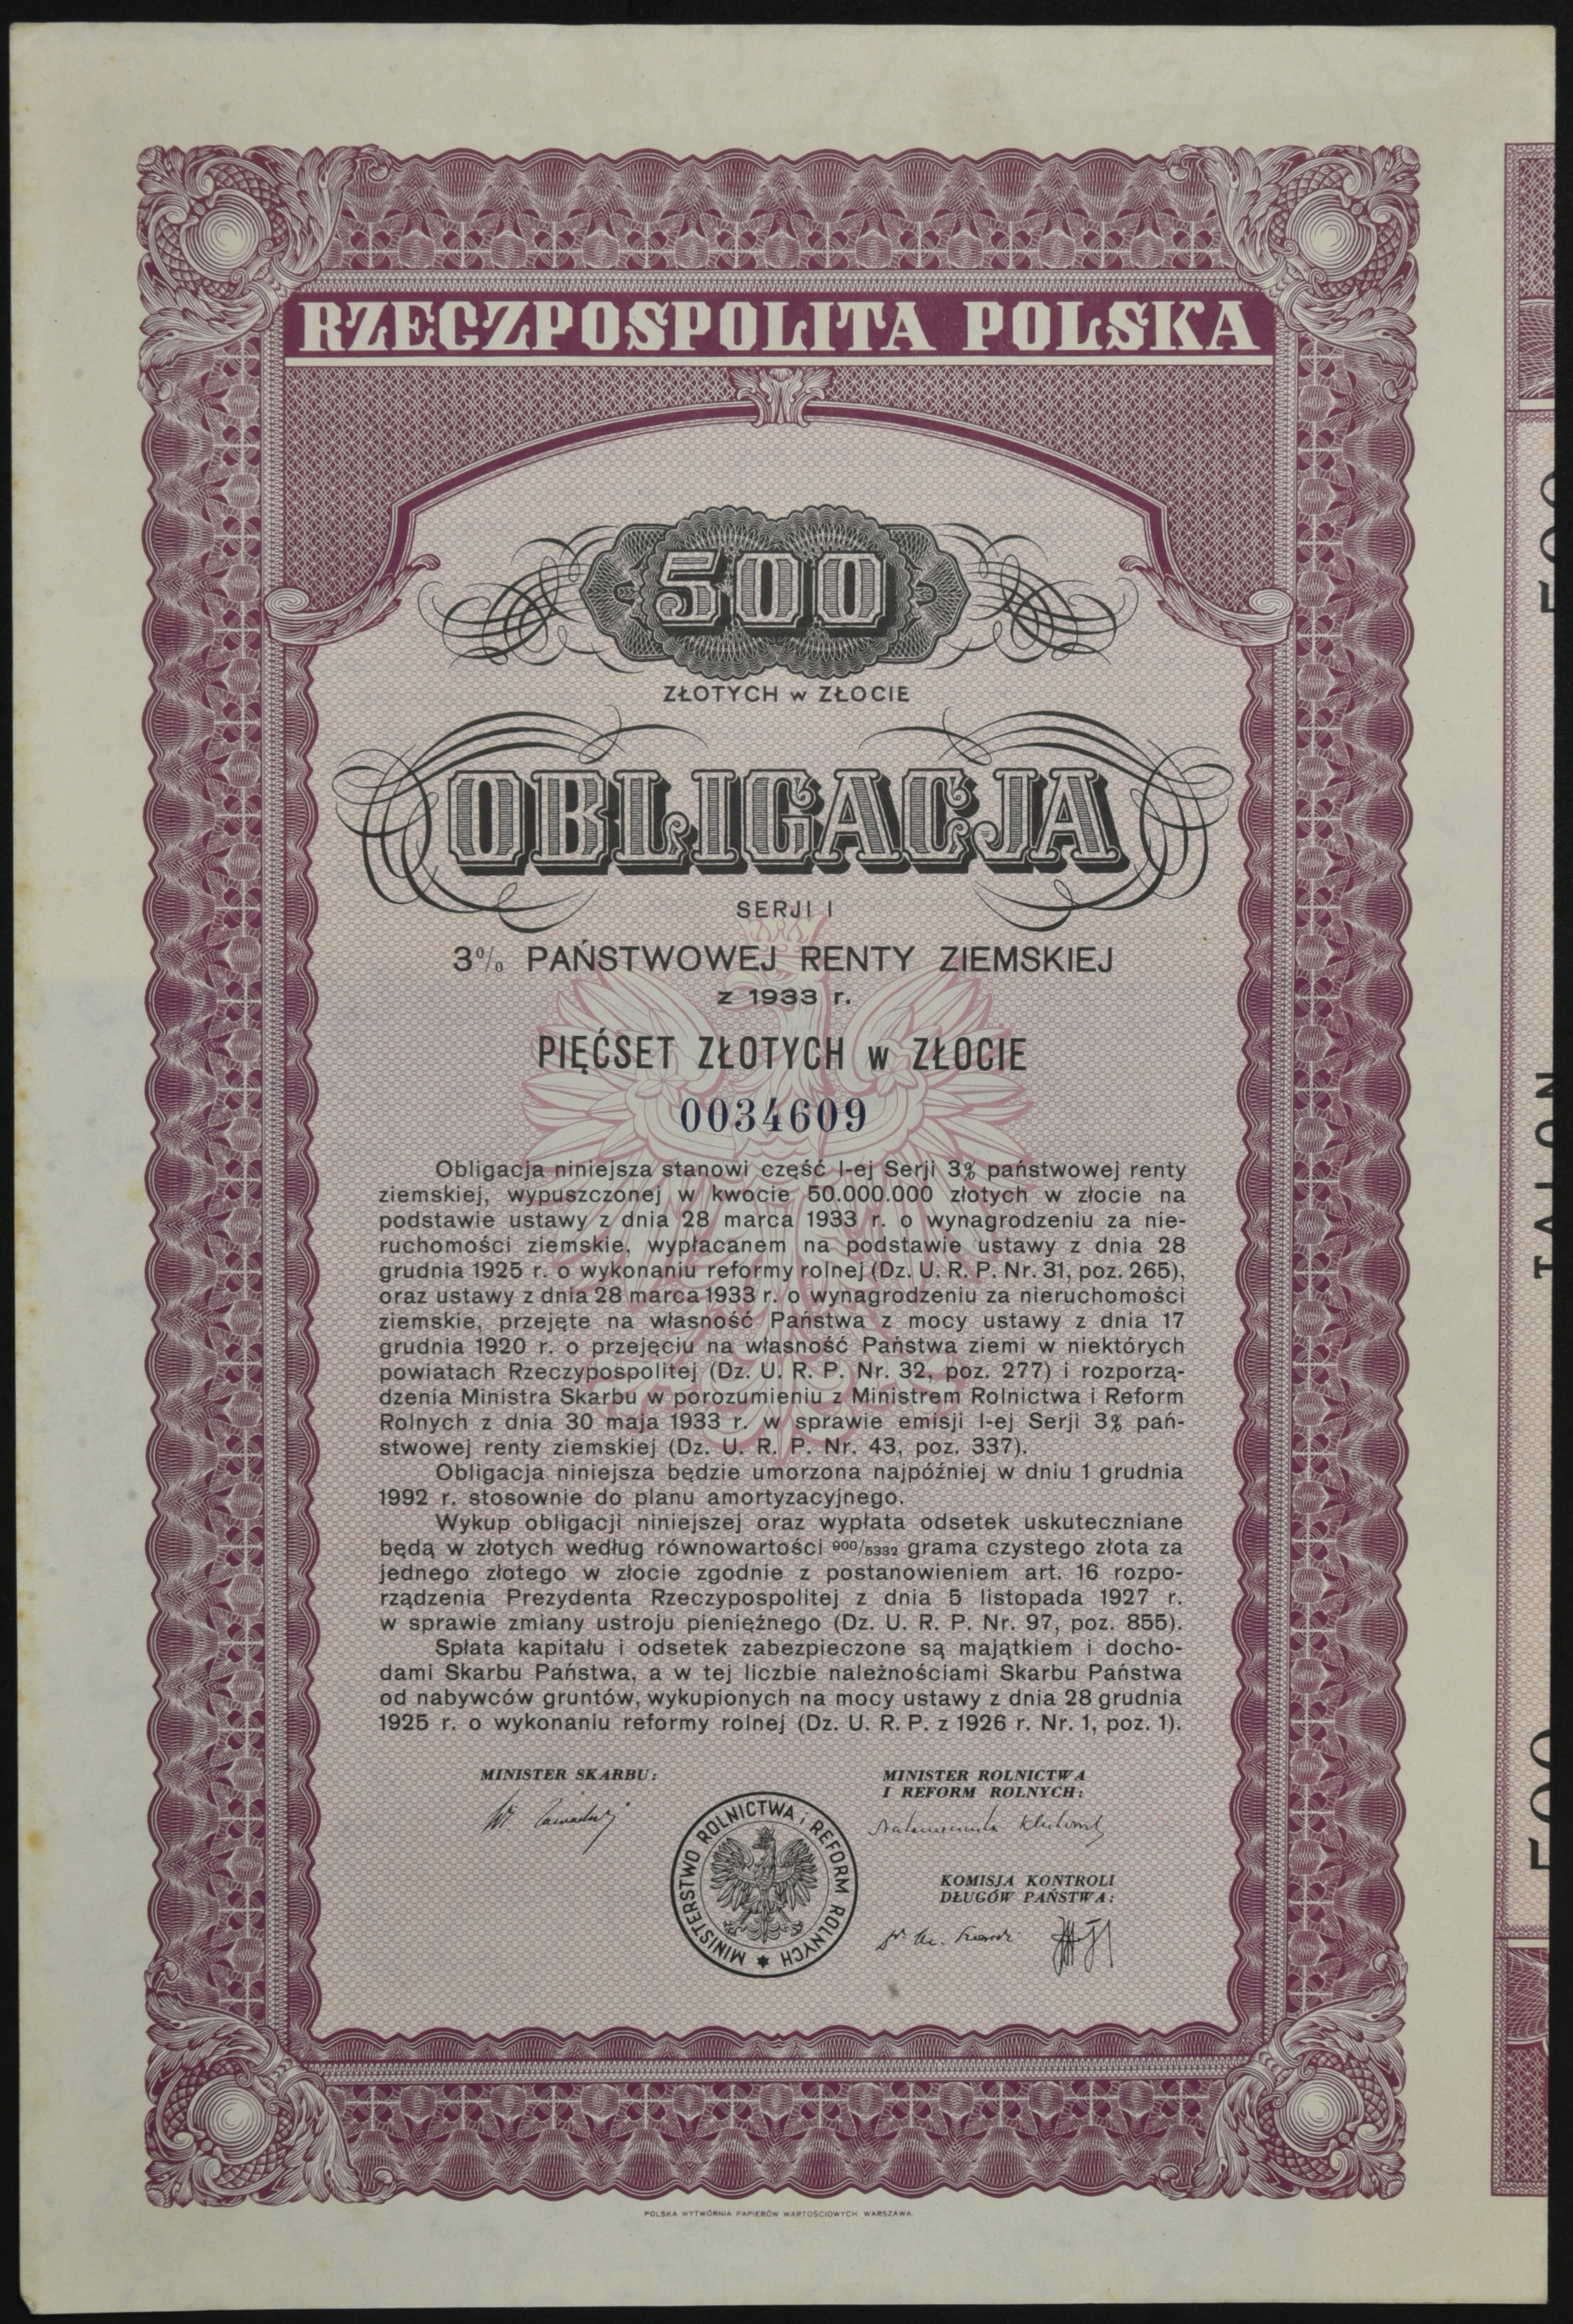 RZECZPOSPOLITA POLSKA
500
ZŁOTYCH w ZŁOCIE
OBLIGACJA
SERJI I
3% PAŃSTWOWEJ RENTY ZIEMSKIEJ
z 1933 r.
PIĘĆSET ZŁOTYCH w ZŁOCIE
0034609
Obligacja niniejsza stanowi część I-ej Serji 3% państwowej renty
ziemskiej, wypuszczonej w kwocie 50.000.000 złotych w złocie na
podstawie ustawy z dnia 28 marca 1933 r. o wynagrodzeniu za nie-
ruchomości ziemskie, wypłacanem na podstawie ustawy z dnia 28
grudnia 1925 r. o wykonaniu reformy rolnej (Dz. U. R. P. Nr. 31, poz. 265),
oraz ustawy z dnia 28 marca 1933 r. o wynagrodzeniu za nieruchomości
ziemskie, przejęte na własność Państwa z mocy ustawy z dnia 17
grudnia 1920 r. o przejęciu na własność Państwa ziemi w niektórych
powiatach Rzeczypospolitej (Dz. U. R. P. Nr. 32, poz. 277) i rozporzą-
dzenia Ministra Skarbu w porozumieniu z Ministrem Rolnictwa i Reform
Rolnych z dnia 30 maja 1933 r. w sprawie emisji I-ej Serji 3% pań-
stwowej renty ziemskiej (Dz. U. R. P. Nr. 43, poz. 337).
Obligacja niniejsza będzie umorzona najpóźniej w dniu 1 grudnia
1992 r. stosownie do planu amortyzacyjnego.
Wykup obligacji niniejszej oraz wypłata odsetek uskuteczniane
będą w złotych według równowartości 900/5332 grama czystego złota za
jednego złotego w złocie zgodnie z postanowieniem art. 16 rozpo-
rządzenia Prezydenta Rzeczypospolitej z dnia 5 listopada 1927 r.
w sprawie zmiany ustroju pieniężnego (Dz. U. R. P. Nr. 97, poz. 855).
Spłata kapitału i odsetek zabezpieczone są majątkiem i docho-
dami Skarbu Państwa, a w tej liczbie należnościami Skarbu Państwa
od nabywców gruntów, wykupionych na mocy ustawy z dnia 28 grudnia
1925 r. o wykonaniu reformy rolnej (Dz. U. R. P. z 1926 r. Nr. 1, poz. 1).
MINISTER SKARBU:
MINISTER ROLNICTWA
I REFORM ROLNYCH:
MINISTERSTWO ROLNICTWA i REFORM ROLNYCH
KOMISJA KONTROLI
DŁUGÓW PAŃSTWA:
POLSKA WYTWÓRNIA PAPIERÓW WARTOŚCIOWYCH. WARSZAWA.
TALON